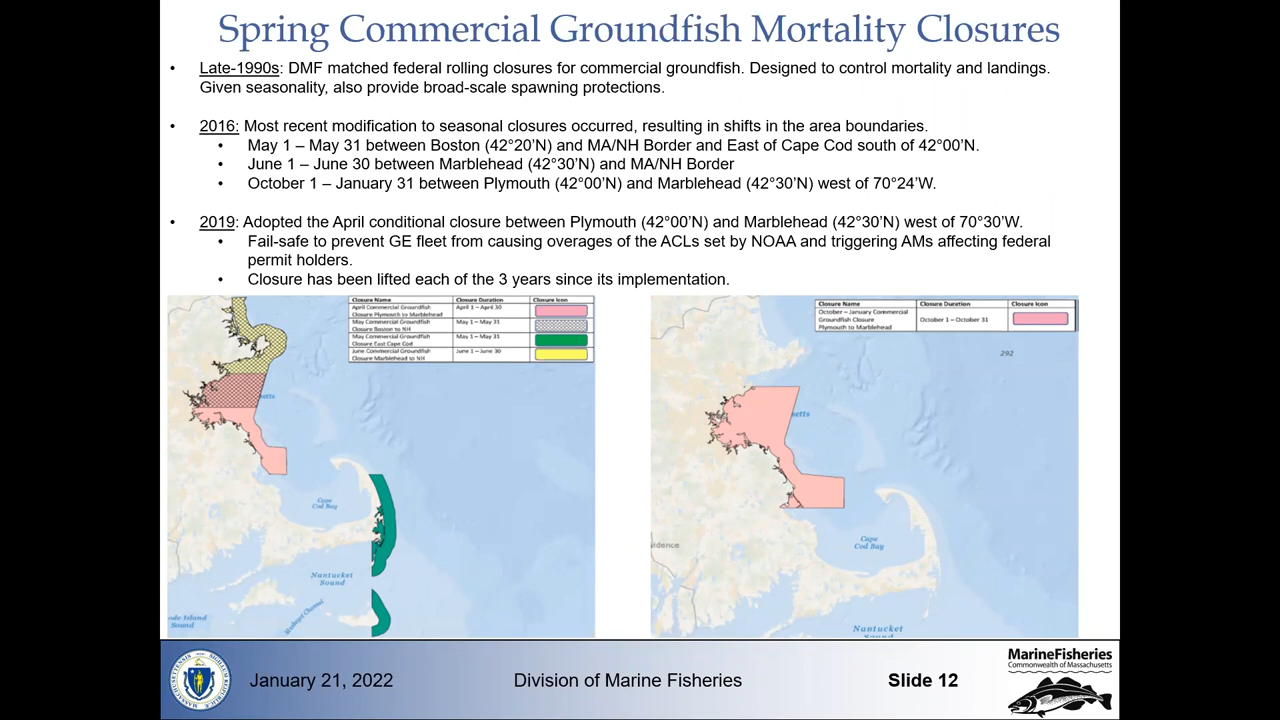 Spring Commercial Groundfish Mortality Closures
• Late-1990s: DMF matched federal rolling closures for commercial groundfish. Designed to control mortality and landings.
Given seasonality, also provide broad-scale spawning protections.
• 2016: Most recent modification to seasonal closures occurred, resulting in shifts in the area boundaries.
• May 1 – May 31 between Boston (42°20'N) and MA/NH Border and East of Cape Cod south of 42°00'N.
• June 1 – June 30 between Marblehead (42°30'N) and MA/NH Border
• October 1 – January 31 between Plymouth (42°00'N) and Marblehead (42°30'N) west of 70°24'W.
• 2019: Adopted the April conditional closure between Plymouth (42°00'N) and Marblehead (42°30'N) west of 70°30'W.
• Fail-safe to prevent GE fleet from causing overages of the ACLs set by NOAA and triggering AMs affecting federal
permit holders.
• Closure has been lifted each of the 3 years since its implementation.
Closure Name Closure Duration Closure Icon
April Commercial Groundfish April 1 – April 30
Closure Plymouth to Marblehead
May Commercial Groundfish May 1 – May 31
Closure Boston to NH
May Commercial Groundfish May 1 – May 31
Closure East Cape Cod
June Commercial Groundfish June 1 – June 30
Closure Marblehead to NH
setts
Cape
Cod Bay
Nantucket
Sound
Muskeget Channel
ode Island
Sound
Closure Name Closure Duration Closure Icon
October – January Commercial
Groundfish Closure October 1 – October 31
Plymouth to Marblehead
292
setts
idence
Cape
Cod Bay
Nantucket
Sound
January 21, 2022
Division of Marine Fisheries
Slide 12
MarineFisheries
Commonwealth of Massachusetts